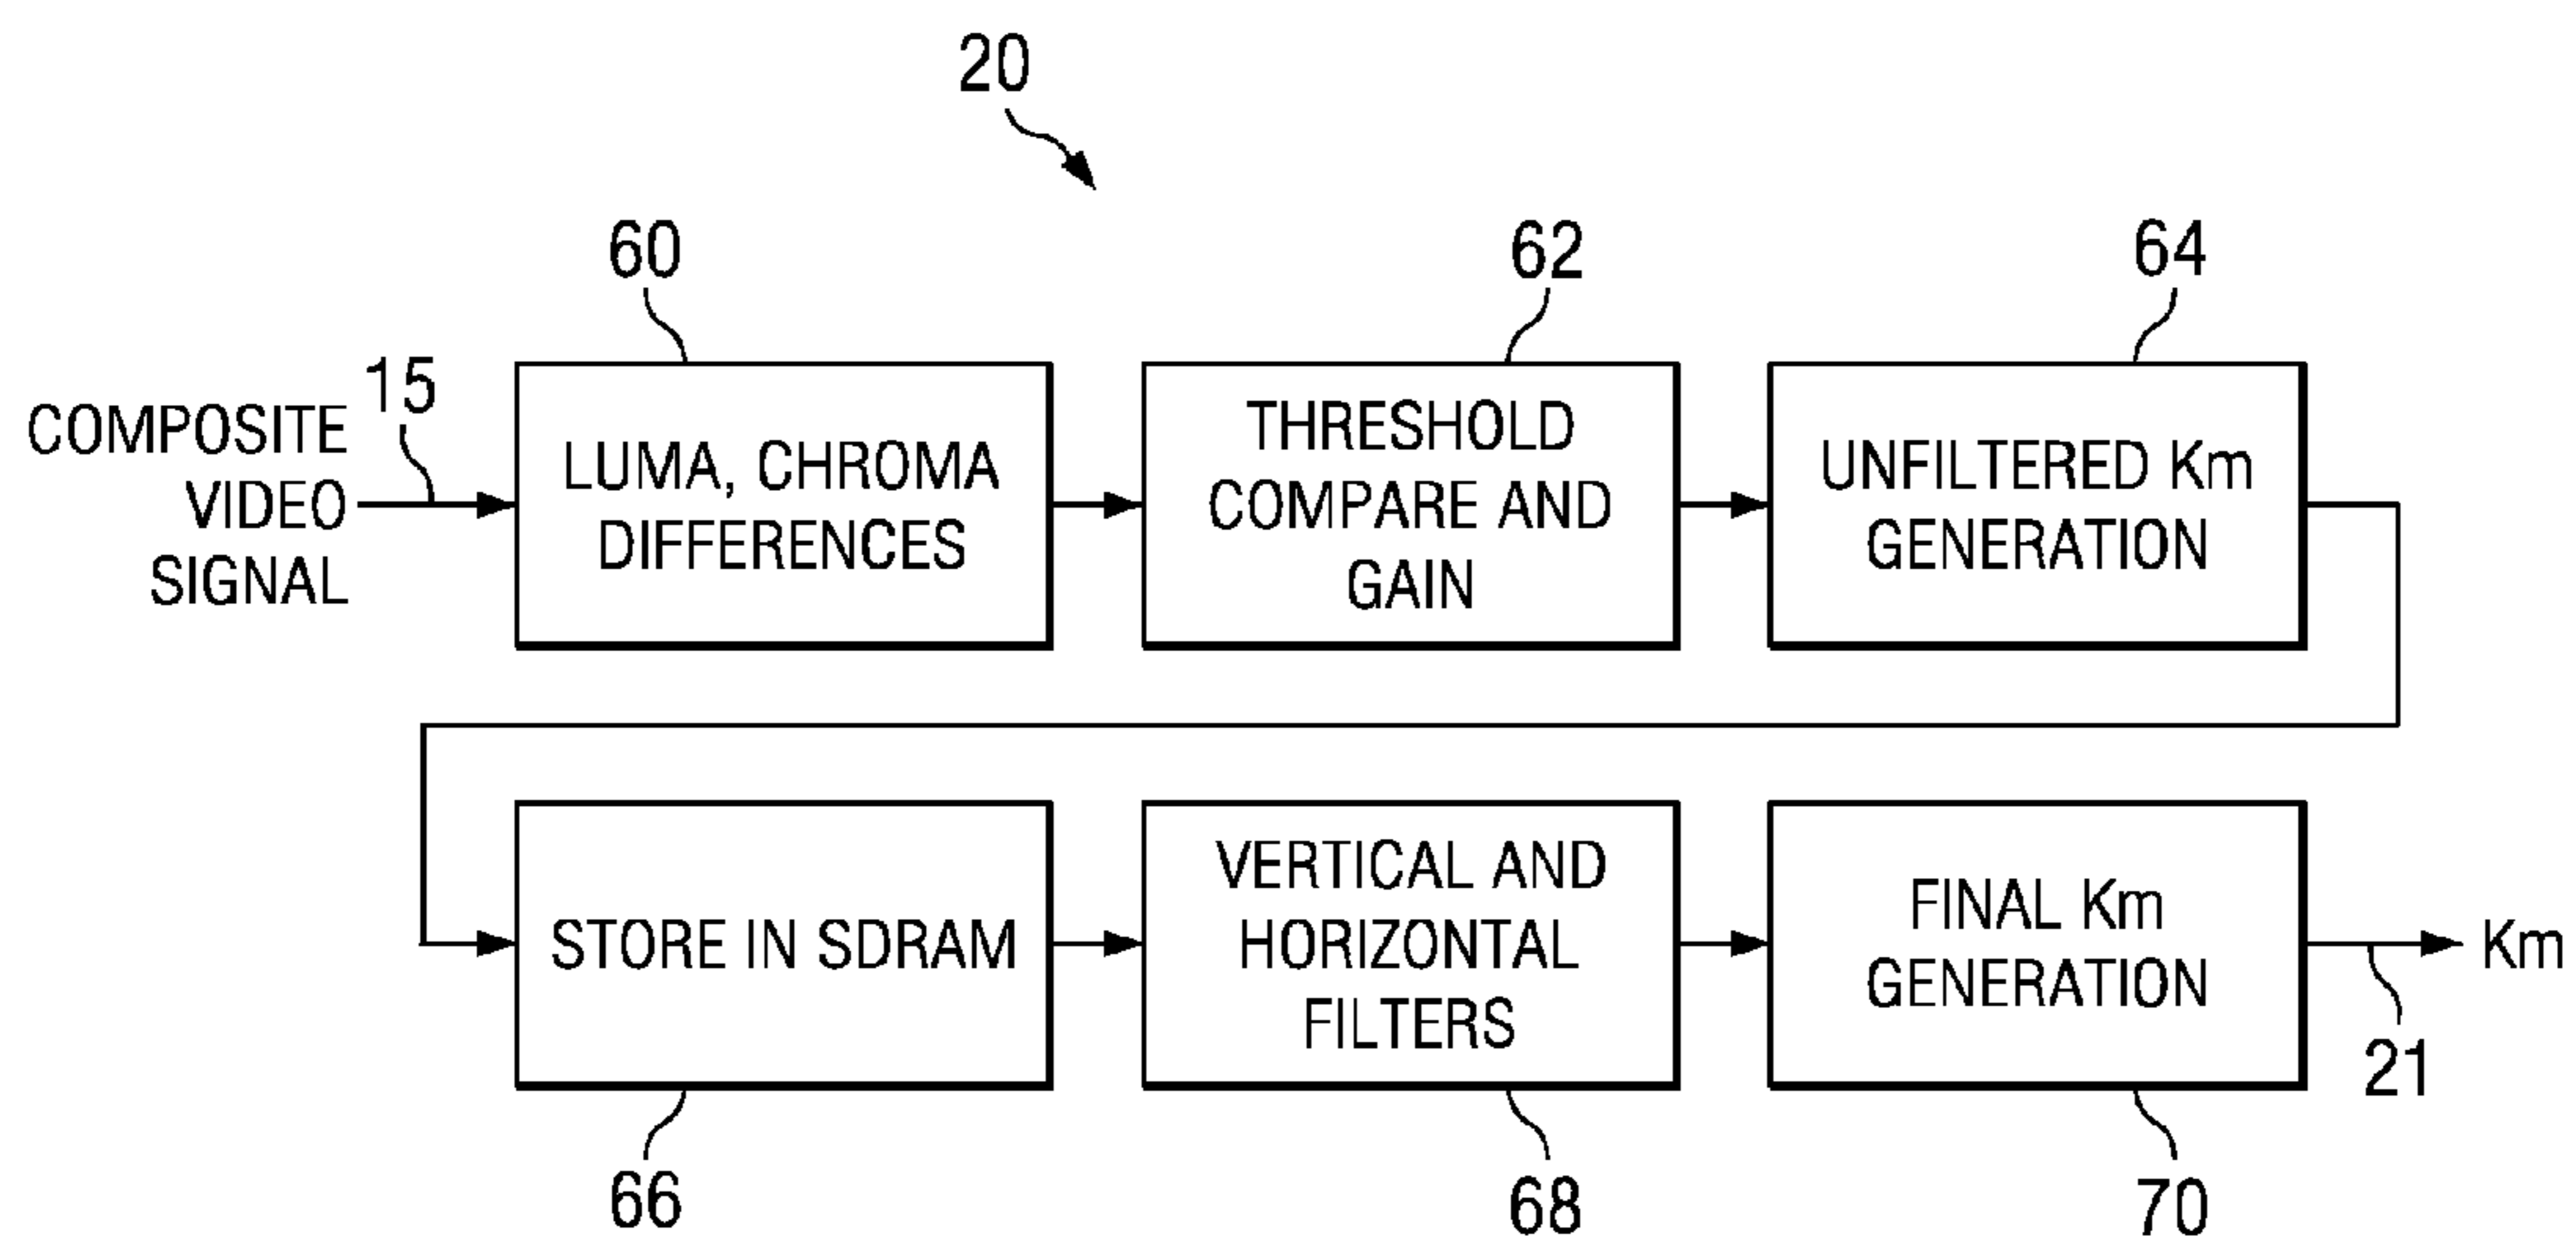 20
60
62
64
15
COMPOSITE
VIDEO
SIGNAL
LUMA, CHROMA
DIFFERENCES
THRESHOLD
COMPARE AND
GAIN
UNFILTERED Km
GENERATION
STORE IN SDRAM
VERTICAL AND
HORIZONTAL
FILTERS
FINAL Km
GENERATION
Km
21
66
68
70